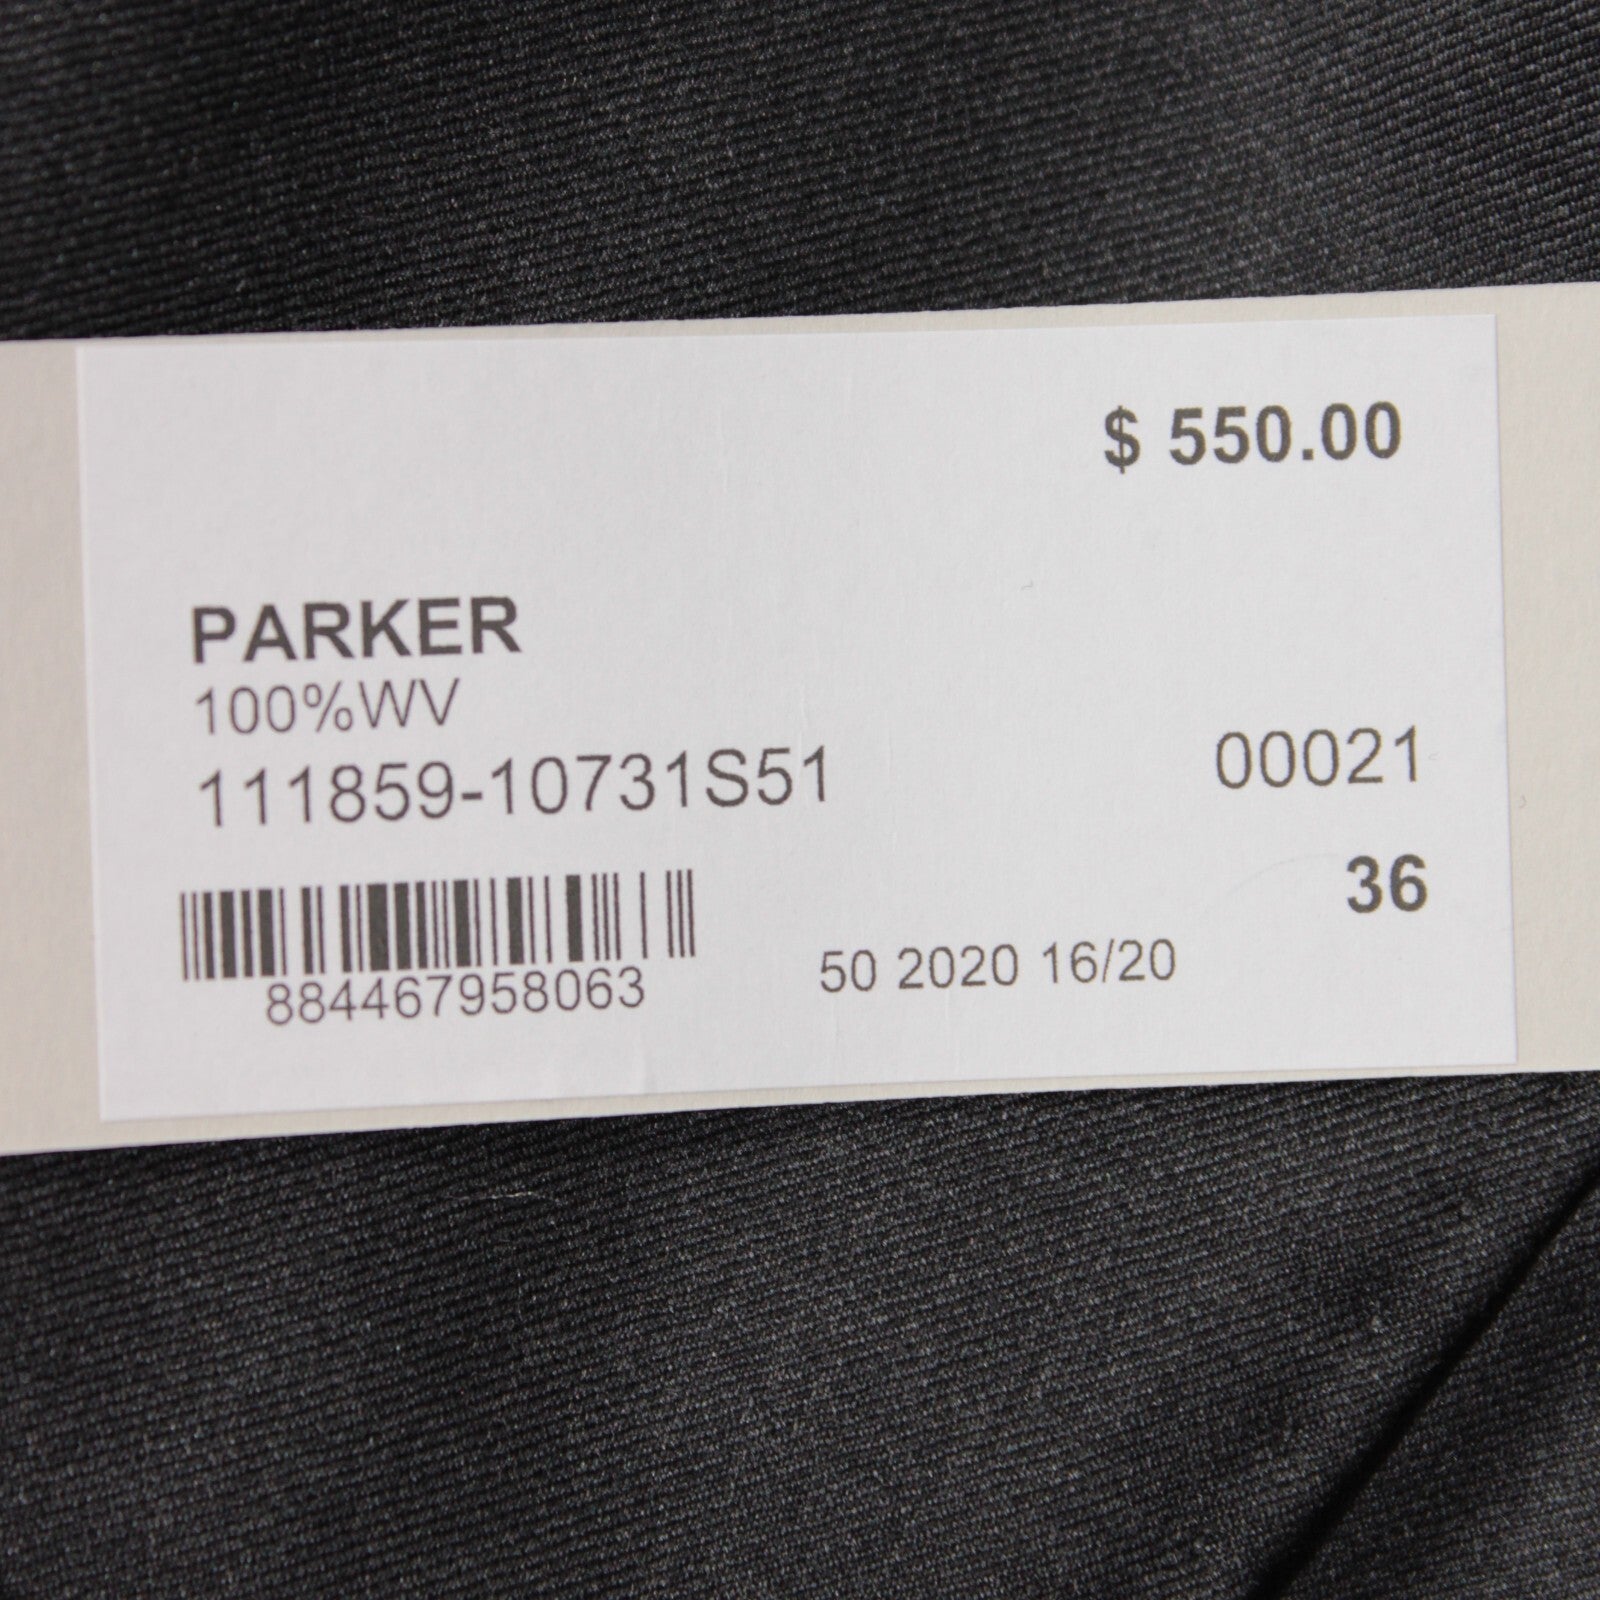 $ 550.00
PARKER
100%WV
111859-10731S51 00021
36
50 2020 16/20
884467958063